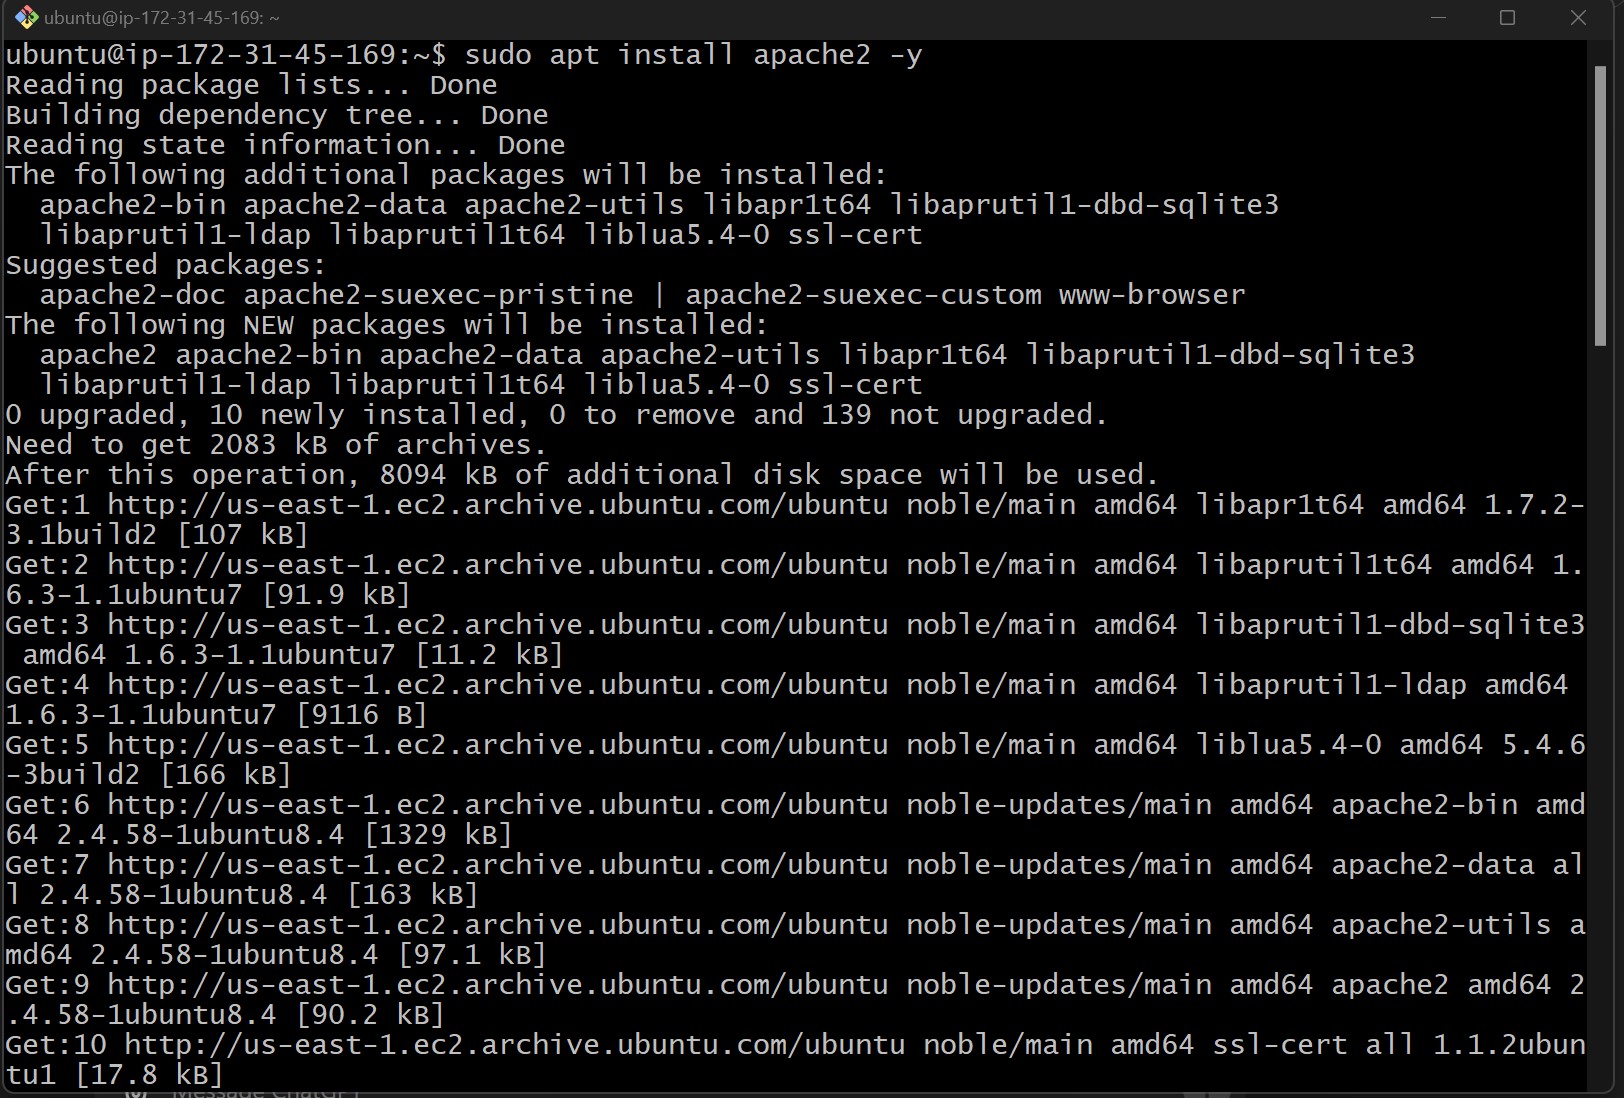 ubuntu@ip-172-31-45-169: ~
ubuntu@ip-172-31-45-169:~$ sudo apt install apache2 -y
Reading package lists... Done
Building dependency tree... Done
Reading state information... Done
The following additional packages will be installed:
  apache2-bin apache2-data apache2-utils libapr1t64 libaprutil1-dbd-sqlite3
  libaprutil1-ldap libaprutil1t64 liblua5.4-0 ssl-cert
Suggested packages:
  apache2-doc apache2-suexec-pristine | apache2-suexec-custom www-browser
The following NEW packages will be installed:
  apache2 apache2-bin apache2-data apache2-utils libapr1t64 libaprutil1-dbd-sqlite3
  libaprutil1-ldap libaprutil1t64 liblua5.4-0 ssl-cert
0 upgraded, 10 newly installed, 0 to remove and 139 not upgraded.
Need to get 2083 kB of archives.
After this operation, 8094 kB of additional disk space will be used.
Get:1 http://us-east-1.ec2.archive.ubuntu.com/ubuntu noble/main amd64 libapr1t64 amd64 1.7.2-
3.1build2 [107 kB]
Get:2 http://us-east-1.ec2.archive.ubuntu.com/ubuntu noble/main amd64 libaprutil1t64 amd64 1.
6.3-1.1ubuntu7 [91.9 kB]
Get:3 http://us-east-1.ec2.archive.ubuntu.com/ubuntu noble/main amd64 libaprutil1-dbd-sqlite3
 amd64 1.6.3-1.1ubuntu7 [11.2 kB]
Get:4 http://us-east-1.ec2.archive.ubuntu.com/ubuntu noble/main amd64 libaprutil1-ldap amd64
1.6.3-1.1ubuntu7 [9116 B]
Get:5 http://us-east-1.ec2.archive.ubuntu.com/ubuntu noble/main amd64 liblua5.4-0 amd64 5.4.6
-3build2 [166 kB]
Get:6 http://us-east-1.ec2.archive.ubuntu.com/ubuntu noble-updates/main amd64 apache2-bin amd
64 2.4.58-1ubuntu8.4 [1329 kB]
Get:7 http://us-east-1.ec2.archive.ubuntu.com/ubuntu noble-updates/main amd64 apache2-data al
l 2.4.58-1ubuntu8.4 [163 kB]
Get:8 http://us-east-1.ec2.archive.ubuntu.com/ubuntu noble-updates/main amd64 apache2-utils a
md64 2.4.58-1ubuntu8.4 [97.1 kB]
Get:9 http://us-east-1.ec2.archive.ubuntu.com/ubuntu noble-updates/main amd64 apache2 amd64 2
.4.58-1ubuntu8.4 [90.2 kB]
Get:10 http://us-east-1.ec2.archive.ubuntu.com/ubuntu noble/main amd64 ssl-cert all 1.1.2ubun
tu1 [17.8 kB]
Message ChatGPT